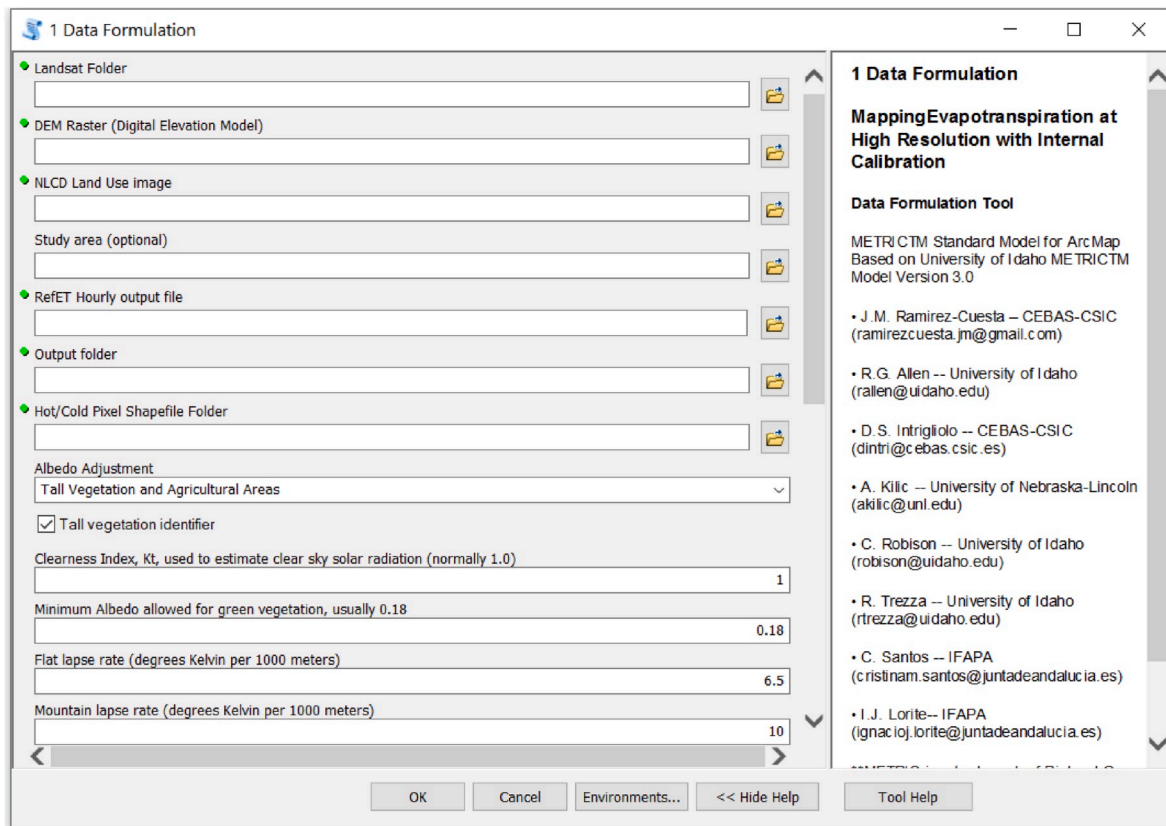 1 Data Formulation
Landsat Folder
DEM Raster (Digital Elevation Model)
NLCD Land Use image
Study area (optional)
RefET Hourly output file
Output folder
Hot/Cold Pixel Shapefile Folder
Albedo Adjustment
Tall Vegetation and Agricultural Areas
Tall vegetation identifier
Clearness Index, Kt, used to estimate clear sky solar radiation (normally 1.0)
1
Minimum Albedo allowed for green vegetation, usually 0.18
0.18
Flat lapse rate (degrees Kelvin per 1000 meters)
6.5
Mountain lapse rate (degrees Kelvin per 1000 meters)
10
1 Data Formulation
MappingEvapotranspiration at
High Resolution with Internal
Calibration
Data Formulation Tool
METRICTM Standard Model for ArcMap
Based on University of Idaho METRICTM
Model Version 3.0
• J.M. Ramirez-Cuesta – CEBAS-CSIC
(ramirezcuesta.jm@gmail.com)
• R.G. Allen -- University of Idaho
(rallen@uidaho.edu)
• D.S. Intrigliolo -- CEBAS-CSIC
(dintri@cebas.csic.es)
• A. Kilic -- University of Nebraska-Lincoln
(akilic@unl.edu)
• C. Robison -- University of Idaho
(robison@uidaho.edu)
• R. Trezza -- University of Idaho
(rtrezza@uidaho.edu)
• C. Santos -- IFAPA
(cristinam.santos@juntadeandalucia.es)
• I.J. Lorite-- IFAPA
(ignacioj.lorite@juntadeandalucia.es)
OK
Cancel
Environments...
<< Hide Help
Tool Help